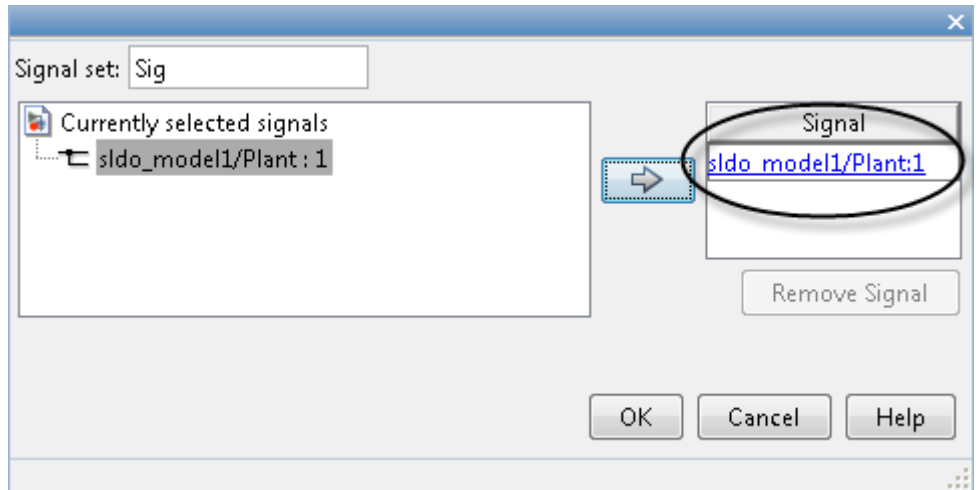 Signal set: Sig
Currently selected signals
sldo_model1/Plant : 1
Signal
sldo_model1/Plant:1
Remove Signal
OK Cancel Help